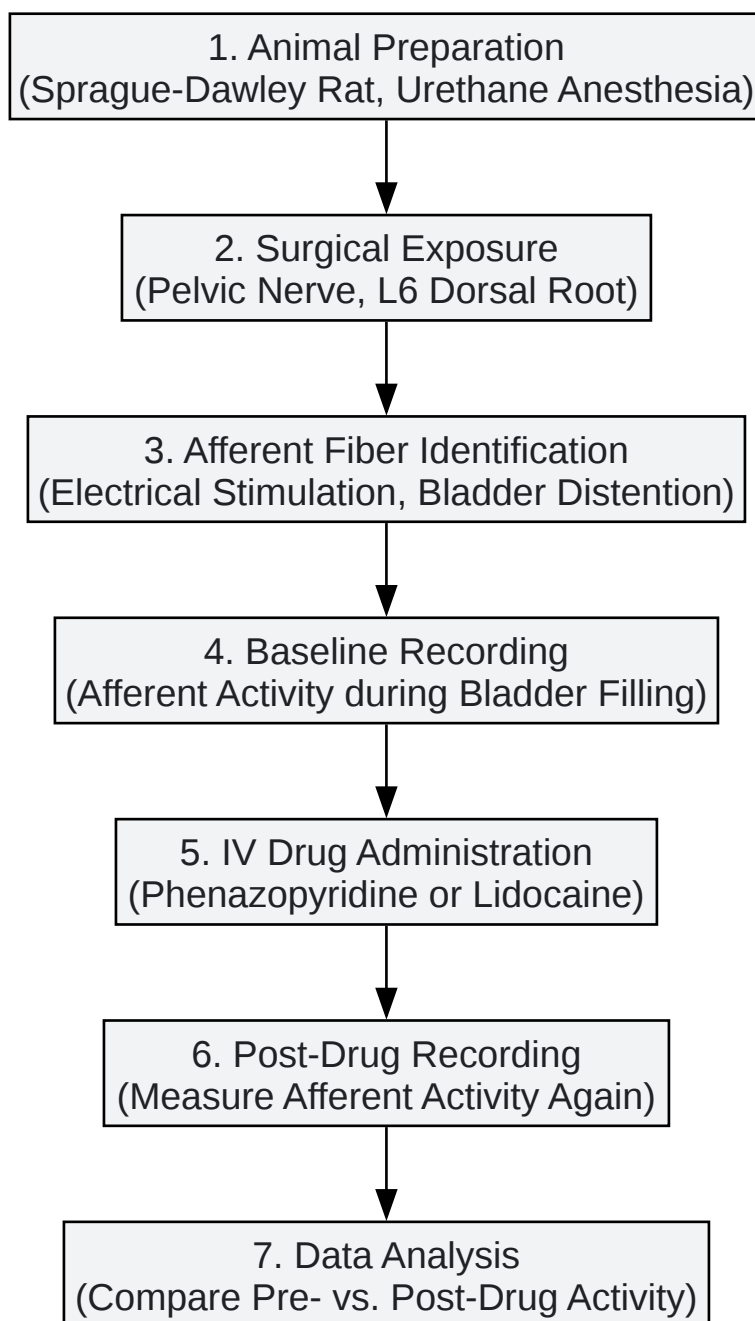 1. Animal Preparation
(Sprague-Dawley Rat, Urethane Anesthesia)
2. Surgical Exposure
(Pelvic Nerve, L6 Dorsal Root)
3. Afferent Fiber Identification
(Electrical Stimulation, Bladder Distention)
4. Baseline Recording
(Afferent Activity during Bladder Filling)
5. IV Drug Administration
(Phenazopyridine or Lidocaine)
6. Post-Drug Recording
(Measure Afferent Activity Again)
7. Data Analysis
(Compare Pre- vs. Post-Drug Activity)